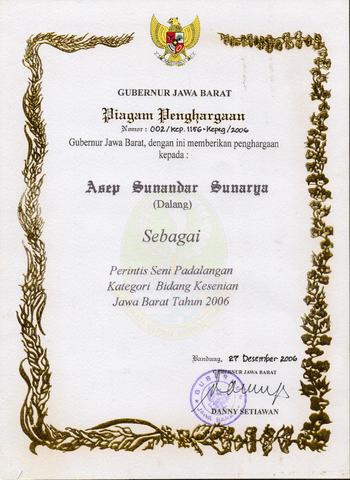 GUBERNUR JAWA BARAT
Piagam Penghargaan
Nomor : 002/Kep. 1186-Kepeg/2006
Gubernur Jawa Barat, dengan ini memberikan penghargaan
kepada :
Asep Sunandar Sunarya
(Dalang)
Sebagai
Perintis Seni Padalangan
Kategori Bidang Kesenian
Jawa Barat Tahun 2006
Bandung, 27 Desember 2006
GUBERNUR JAWA BARAT
DANNY SETIAWAN